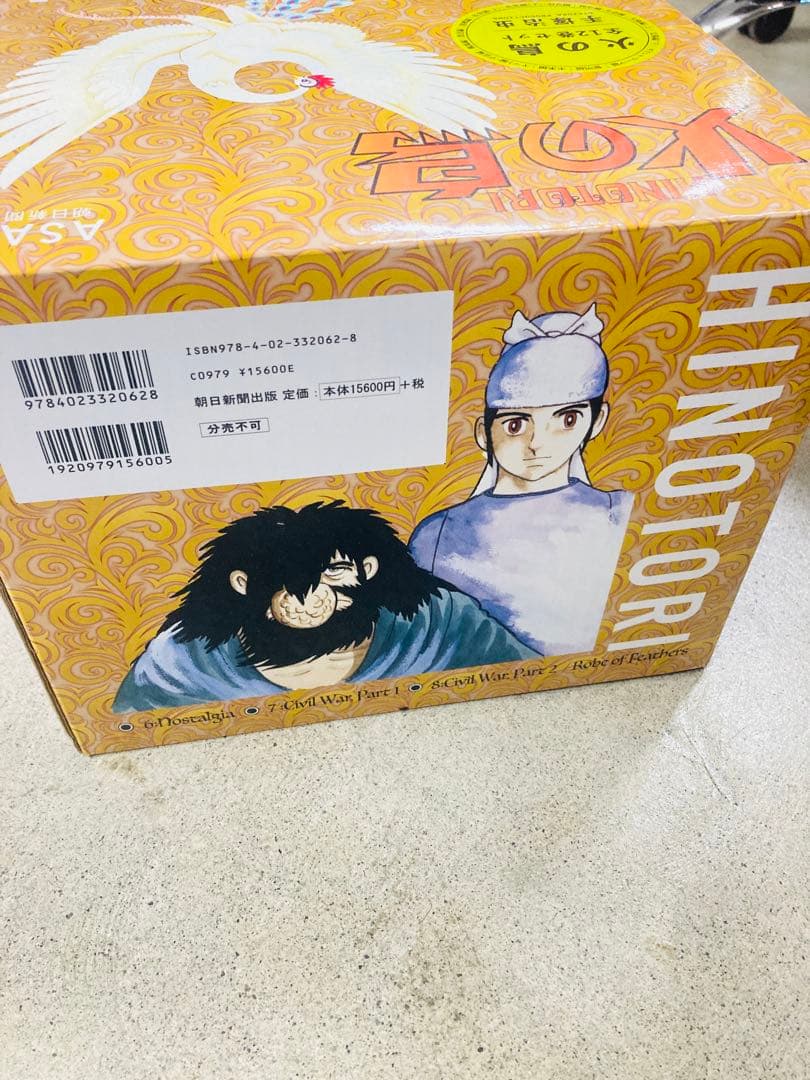 火の鳥
全12巻セット
手塚治虫
火の鳥
HINOTORI
ASA
朝日新聞
HINOTORI
ISBN978-4-02-332062-8
C0979 ¥15600E
朝日新聞出版 定価:本体15600円+税
分売不可
9784023320628
1920979156005
● 6:Nostalgia ● 7:Civil War, Part 1 ● 8:Civil War, Part 2 / Robe of Feathers